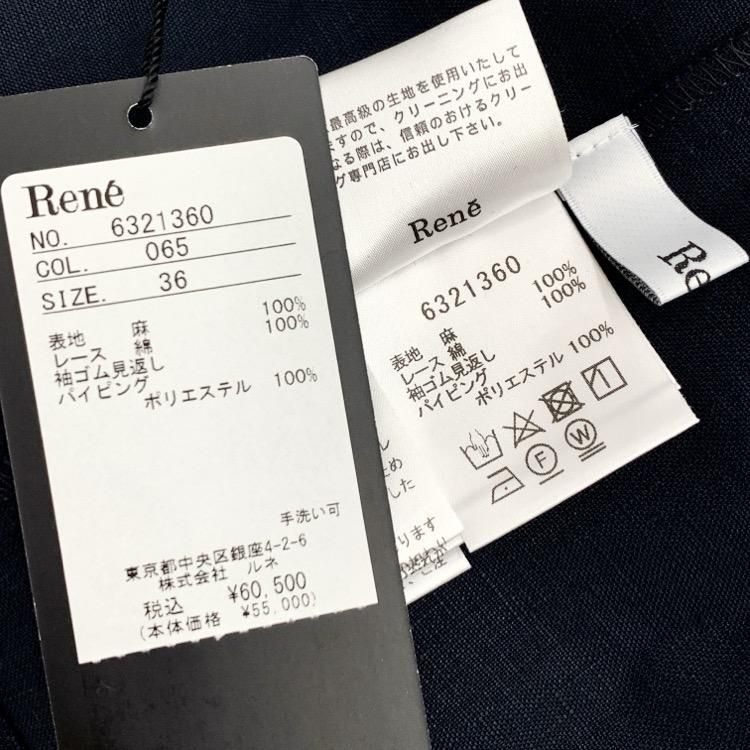 René
NO. 6321360
COL. 065
SIZE. 36
表地 麻 100%
レース 綿 100%
袖ゴム見返し
パイピング
ポリエステル 100%
手洗い可
東京都中央区銀座4-2-6
株式会社 ルネ
税込 ¥60,500
(本体価格 ¥55,000)
最高級の生地を使用いたして
ますので、クリーニングにお出
なる際は、信頼のおけるクリー
グ専門店にお出し下さい。
René
6321360
表地 麻 100%
レース 綿 100%
袖ゴム見返し
パイピング
ポリエステル 100%
F
W
した
ります